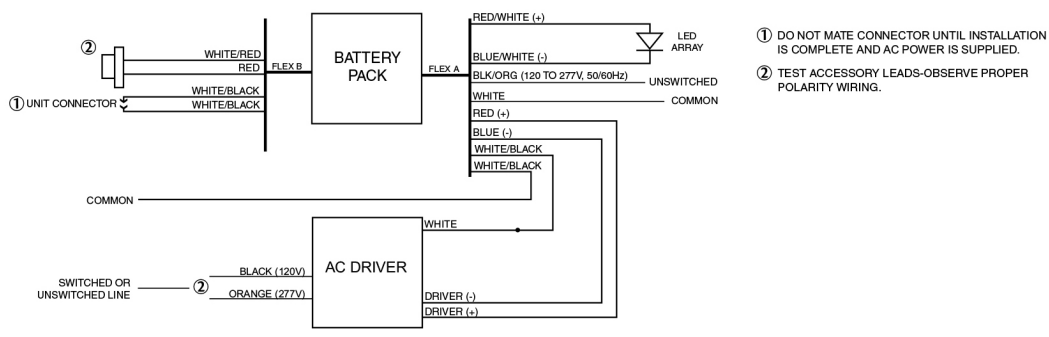 ②
WHITE/RED
RED
FLEX B
WHITE/BLACK
① UNIT CONNECTOR
WHITE/BLACK
BATTERY
PACK
FLEX A
RED/WHITE (+)
LED
ARRAY
BLUE/WHITE (-)
BLK/ORG (120 TO 277V, 50/60Hz)
UNSWITCHED
WHITE
COMMON
RED (+)
BLUE (-)
WHITE/BLACK
WHITE/BLACK
① DO NOT MATE CONNECTOR UNTIL INSTALLATION
IS COMPLETE AND AC POWER IS SUPPLIED.
② TEST ACCESSORY LEADS-OBSERVE PROPER
POLARITY WIRING.
COMMON
WHITE
AC DRIVER
BLACK (120V)
SWITCHED OR
UNSWITCHED LINE
②
ORANGE (277V)
DRIVER (-)
DRIVER (+)